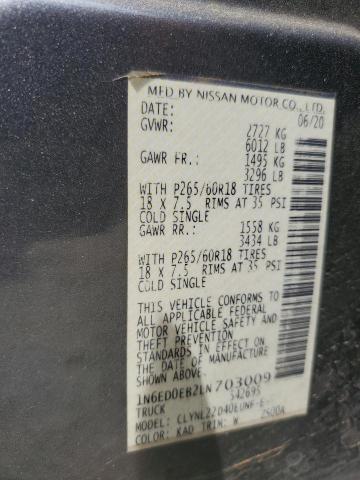 MFD BY NISSAN MOTOR CO., LTD.
DATE: 06/20
GVWR: 2727 KG
6012 LB
GAWR FR.: 1495 KG
3296 LB
WITH P265/60R18 TIRES
18 X 7.5 RIMS AT 35 PSI
COLD SINGLE
GAWR RR.: 1558 KG
3434 LB
WITH P265/60R18 TIRES
18 X 7.5 RIMS AT 35 PSI
COLD SINGLE
THIS VEHICLE CONFORMS TO
ALL APPLICABLE FEDERAL
MOTOR VEHICLE SAFETY AND
THEFT PREVENTION
STANDARDS IN EFFECT ON
THE DATE OF MANUFACTURE
SHOWN ABOVE.
1N6ED0EB2LN703009
TRUCK 542695
MODEL:
COLOR: KAD TRIM: W 2500A